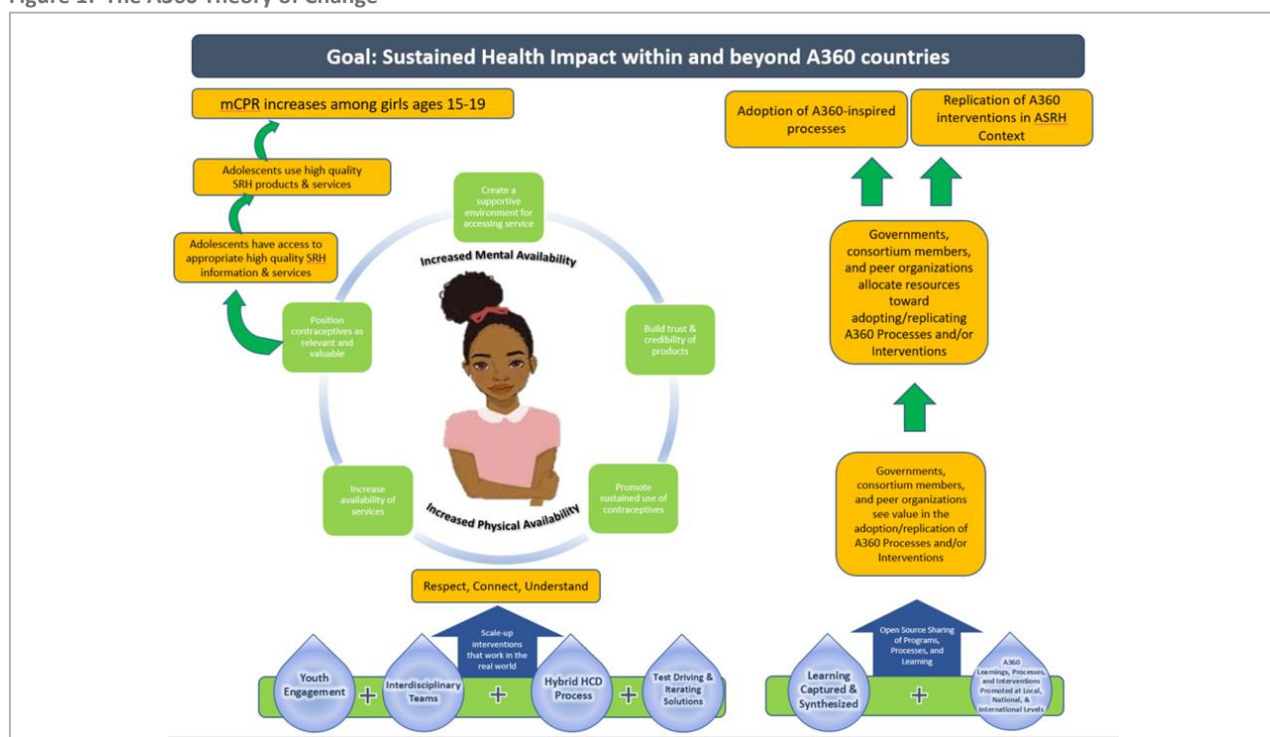 Figure 1: The A360 Theory of Change
Goal: Sustained Health Impact within and beyond A360 countries
mCPR increases among girls ages 15-19
Adolescents use high quality
SRH products & services
Adolescents have access to
appropriate high quality SRH
information & services
Create a
supportive
environment for
accessing service
Increased Mental Availability
Position
contraceptives as
relevant and
valuable
Build trust &
credibility of
products
Increase
availability of
services
Promote
sustained use of
contraceptives
Increased Physical Availability
Respect, Connect, Understand
Scale-up
interventions
that work in the
real world
Youth
Engagement
+
Interdisciplinary
Teams
+
Hybrid HCD
Process
+
Test Driving &
Iterating
Solutions
Adoption of A360-inspired
processes
Replication of A360
interventions in ASRH
Context
Governments,
consortium members,
and peer organizations
allocate resources
toward
adopting/replicating
A360 Processes and/or
Interventions
Governments,
consortium members,
and peer organizations
see value in the
adoption/replication of
A360 Processes and/or
Interventions
Open Source Sharing
of Programs,
Processes, and
Learning
Learning
Captured &
Synthesized
+
A360
Learnings, Processes,
and Interventions
Promoted at Local,
National, &
International Levels